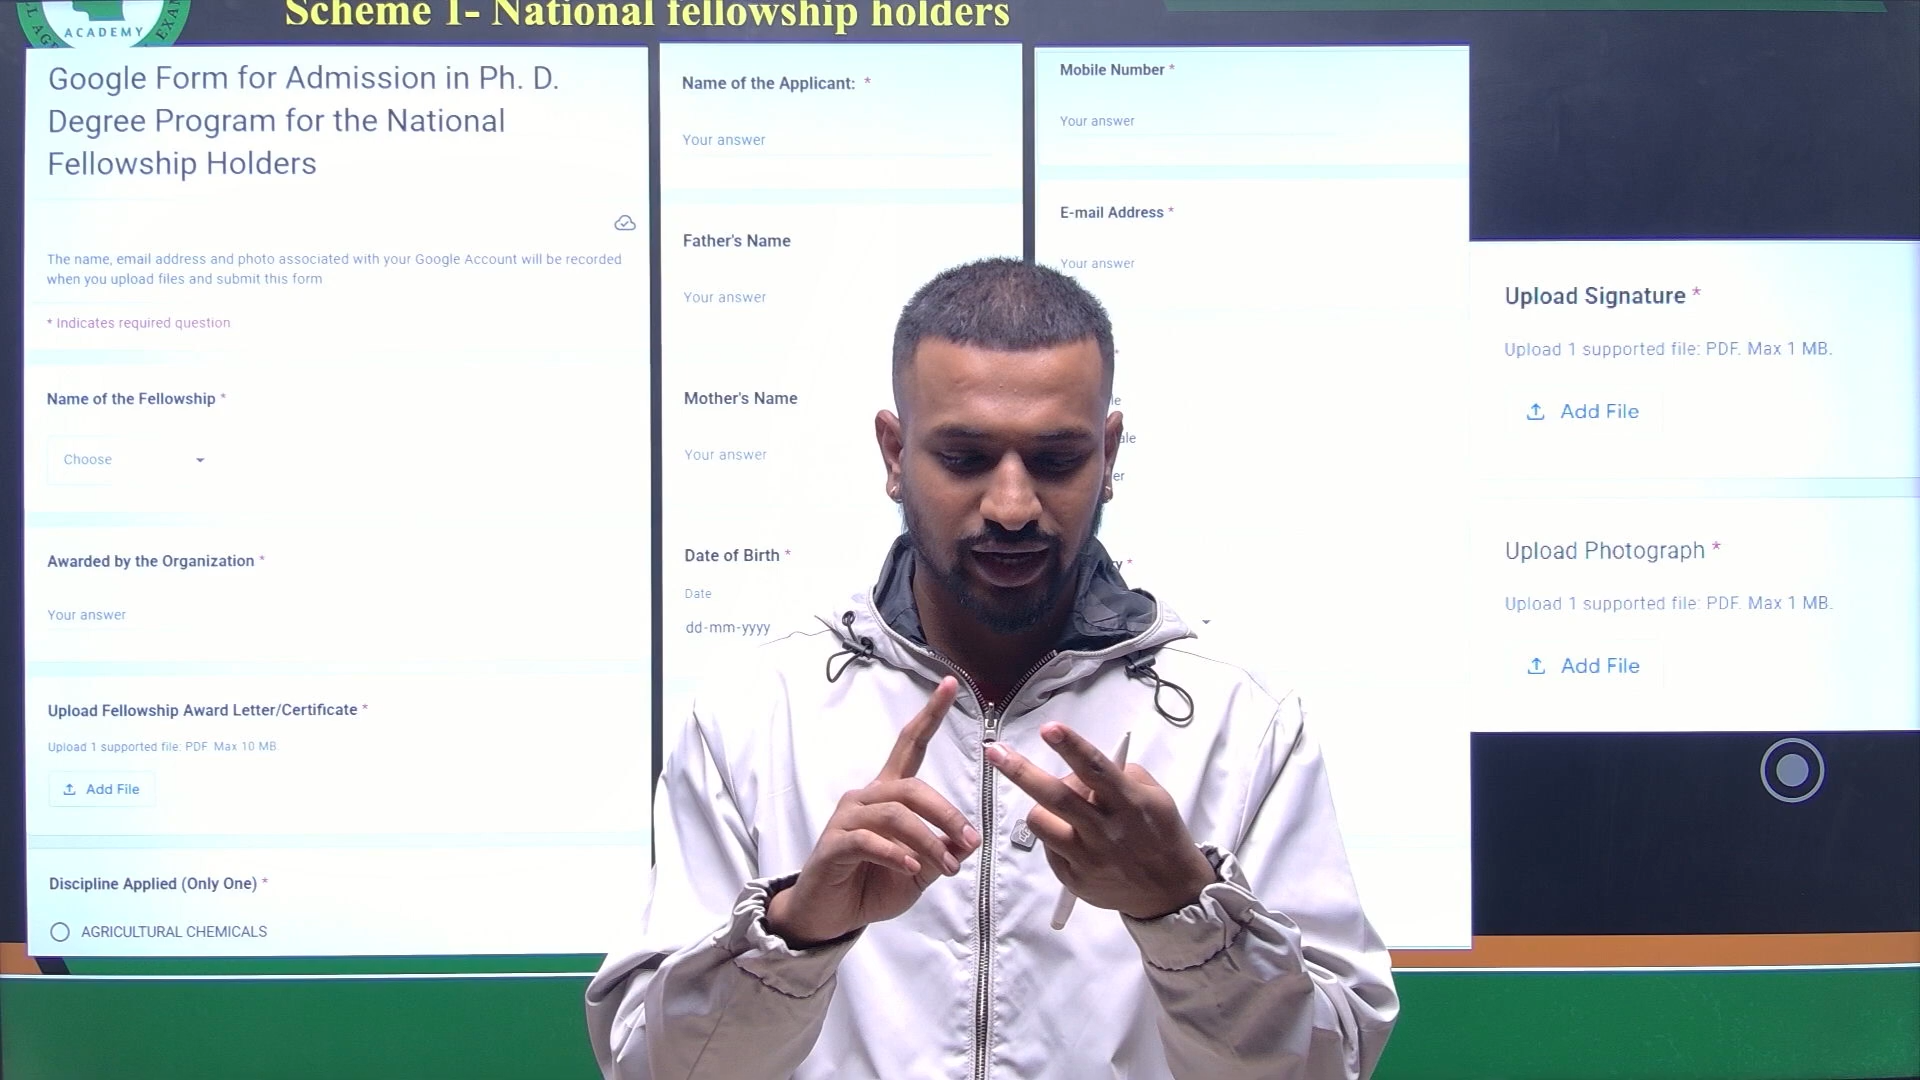 Scheme 1- National fellowship holders
ACADEMY
Google Form for Admission in Ph. D.
Degree Program for the National
Fellowship Holders
The name, email address and photo associated with your Google Account will be recorded
when you upload files and submit this form
* Indicates required question
Name of the Fellowship *
Choose
Awarded by the Organization *
Your answer
Upload Fellowship Award Letter/Certificate *
Upload 1 supported file: PDF. Max 10 MB.
Add File
Discipline Applied (Only One) *
AGRICULTURAL CHEMICALS
Name of the Applicant: *
Your answer
Father's Name
Your answer
Mother's Name
Your answer
Date of Birth *
Date
dd-mm-yyyy
Mobile Number *
Your answer
E-mail Address *
Your answer
Upload Signature *
Upload 1 supported file: PDF. Max 1 MB.
Add File
Upload Photograph *
Upload 1 supported file: PDF. Max 1 MB.
Add File